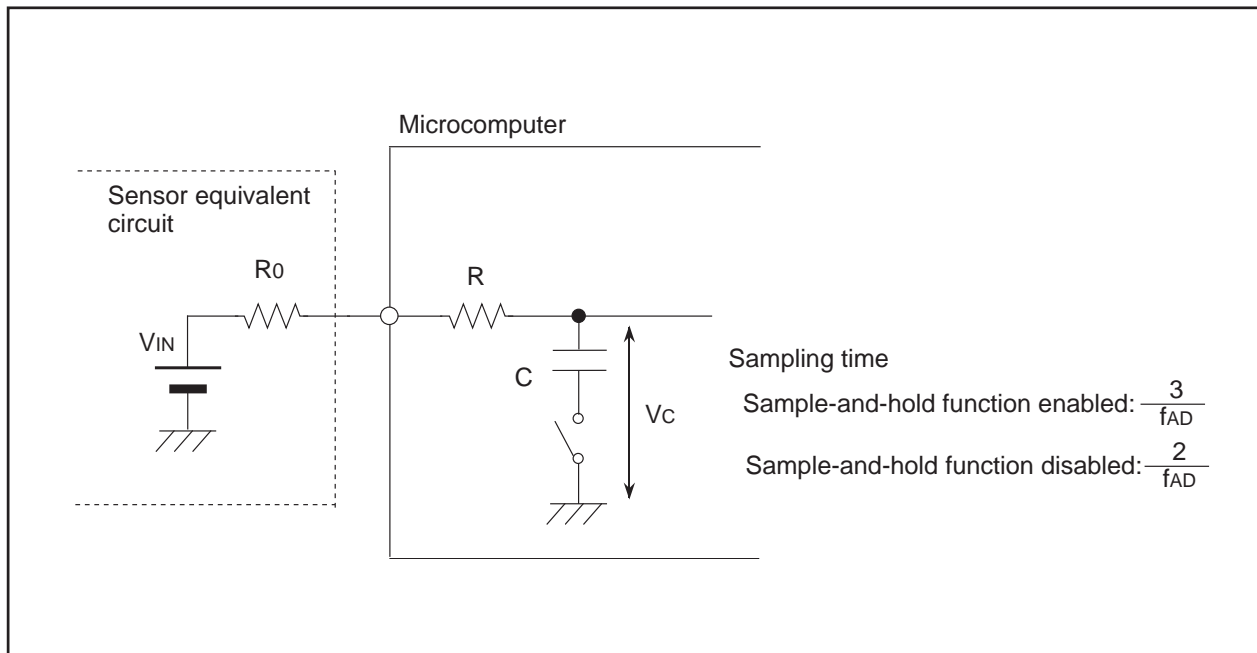 Microcomputer
Sensor equivalent
circuit
R0
R
VIN
C
VC
Sampling time
Sample-and-hold function enabled: 3/fAD
Sample-and-hold function disabled: 2/fAD